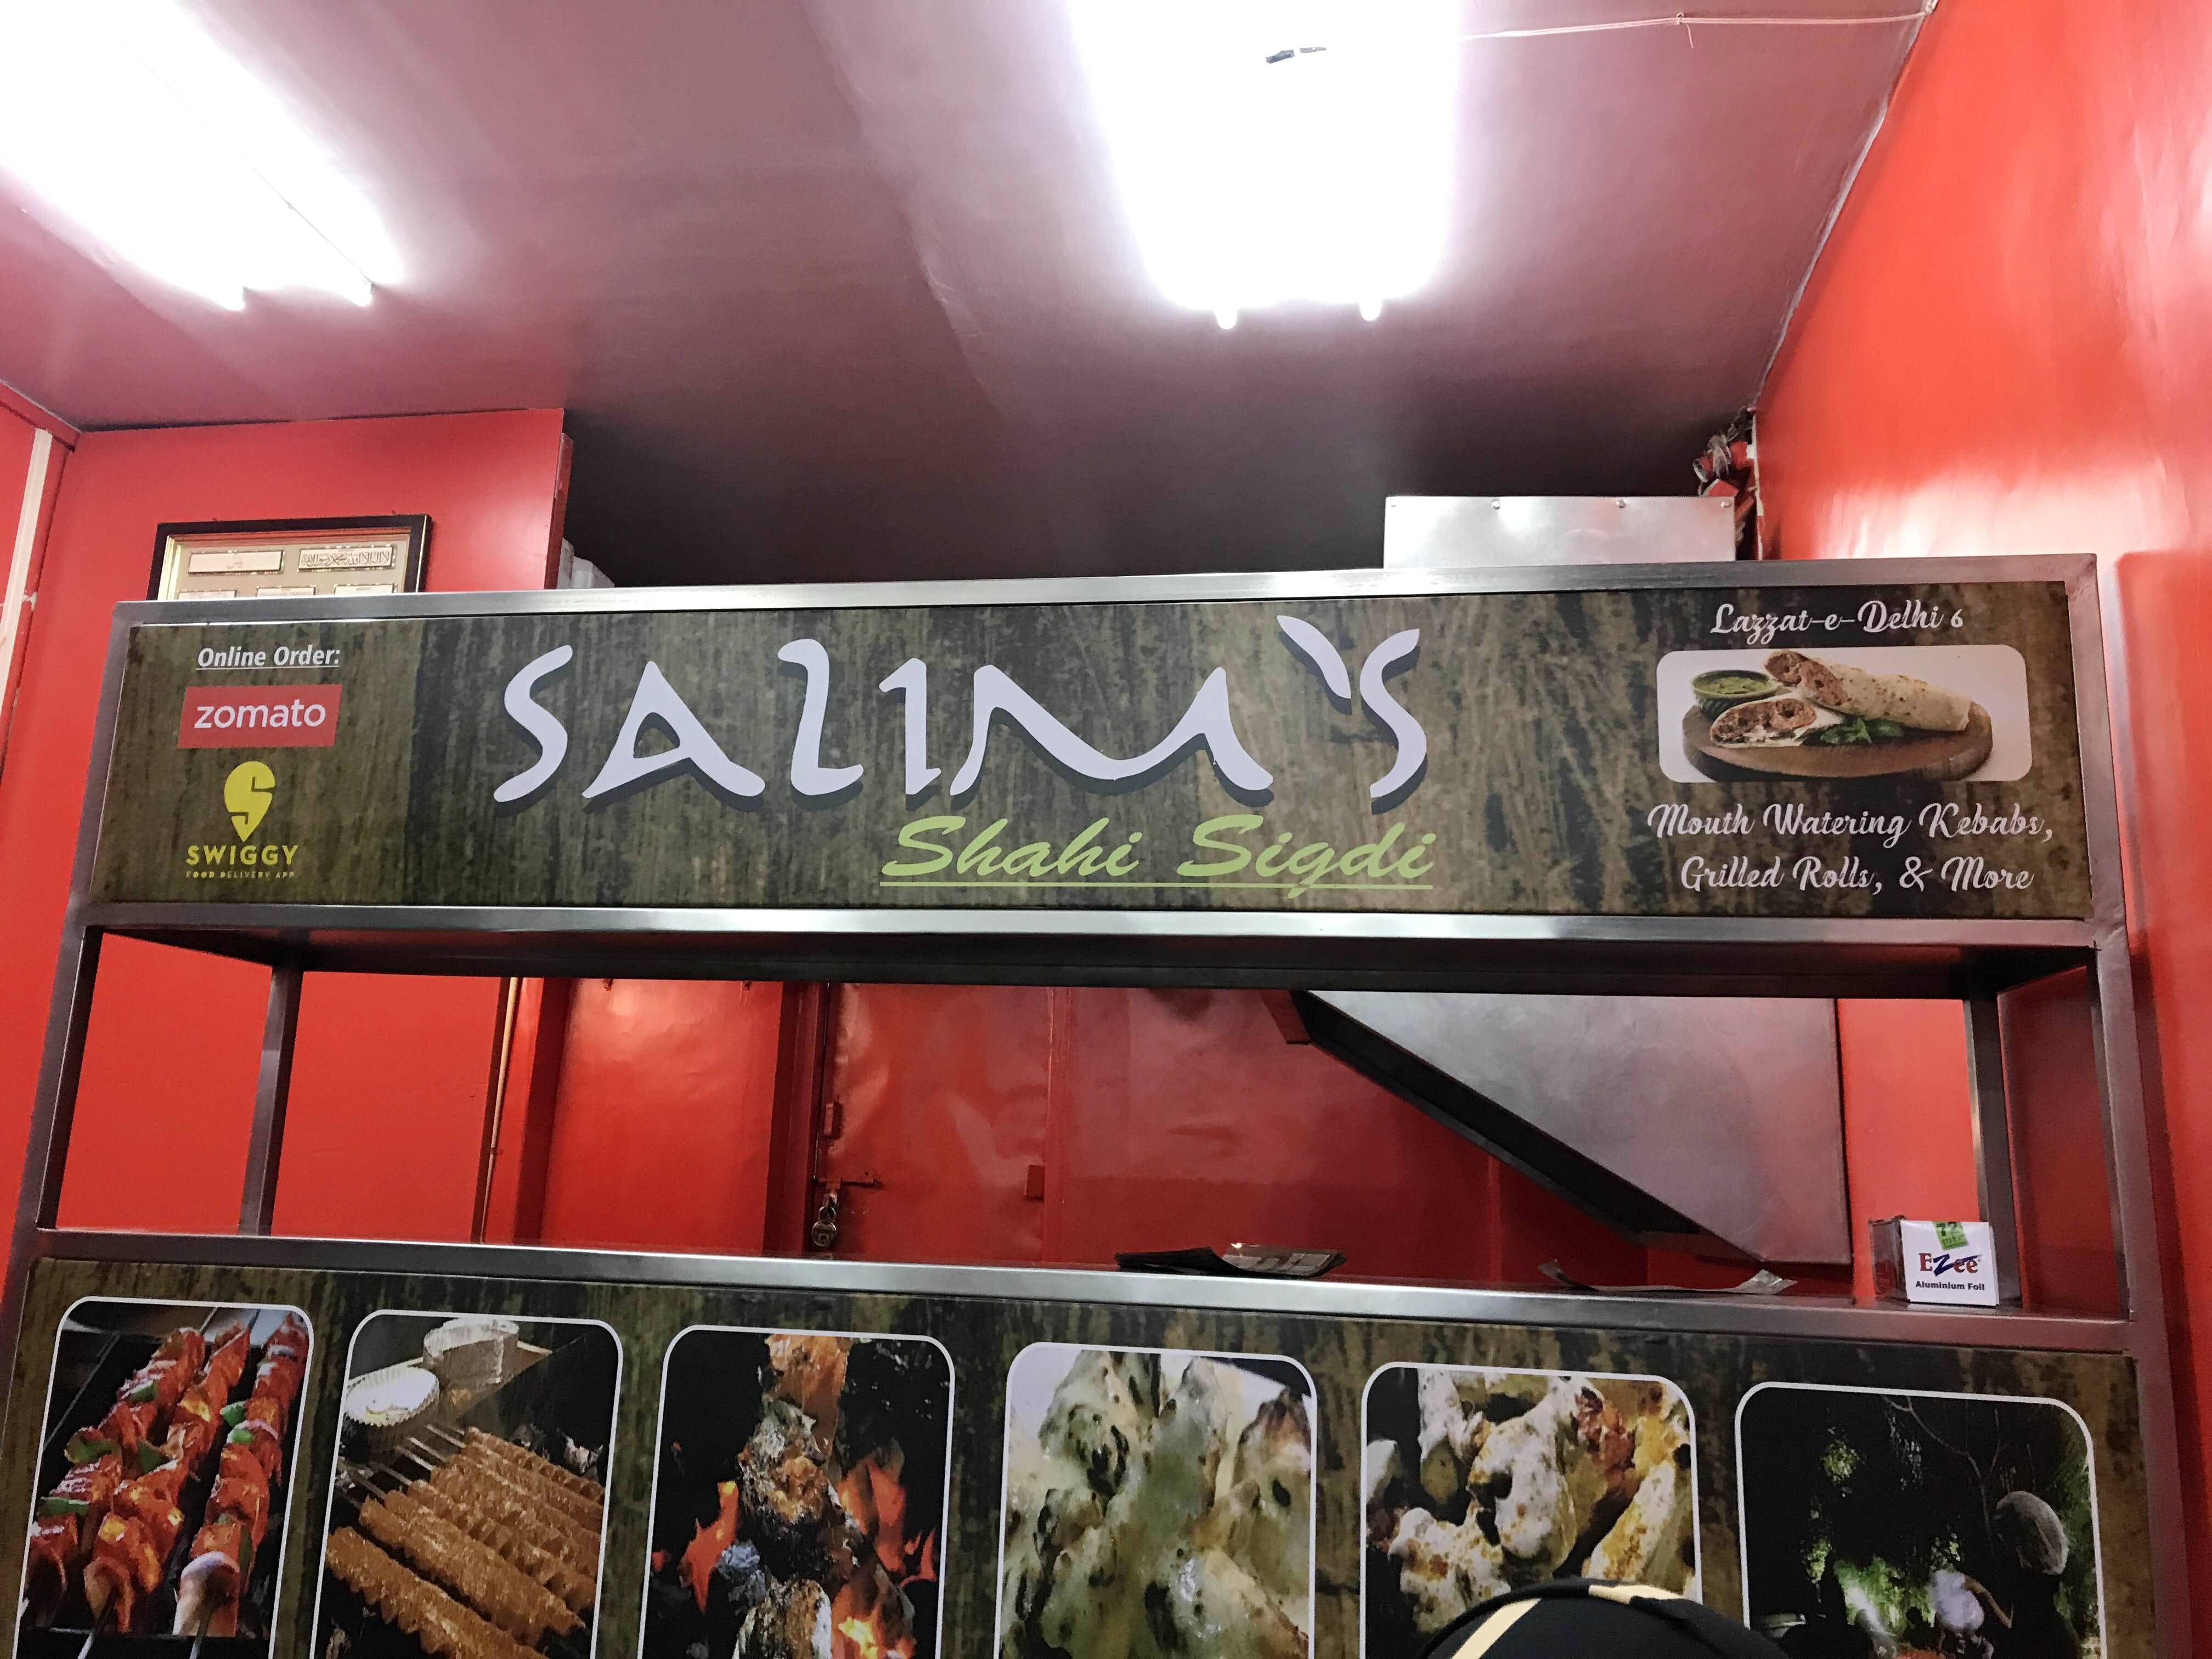 Online Order:
zomato
SWIGGY
FOOD DELIVERY APP
SALIM'S
Shahi Sigdi
Lazzat-e-Delhi 6
Mouth Watering Kebabs,
Grilled Rolls, & More
EZee
Aluminium Foil